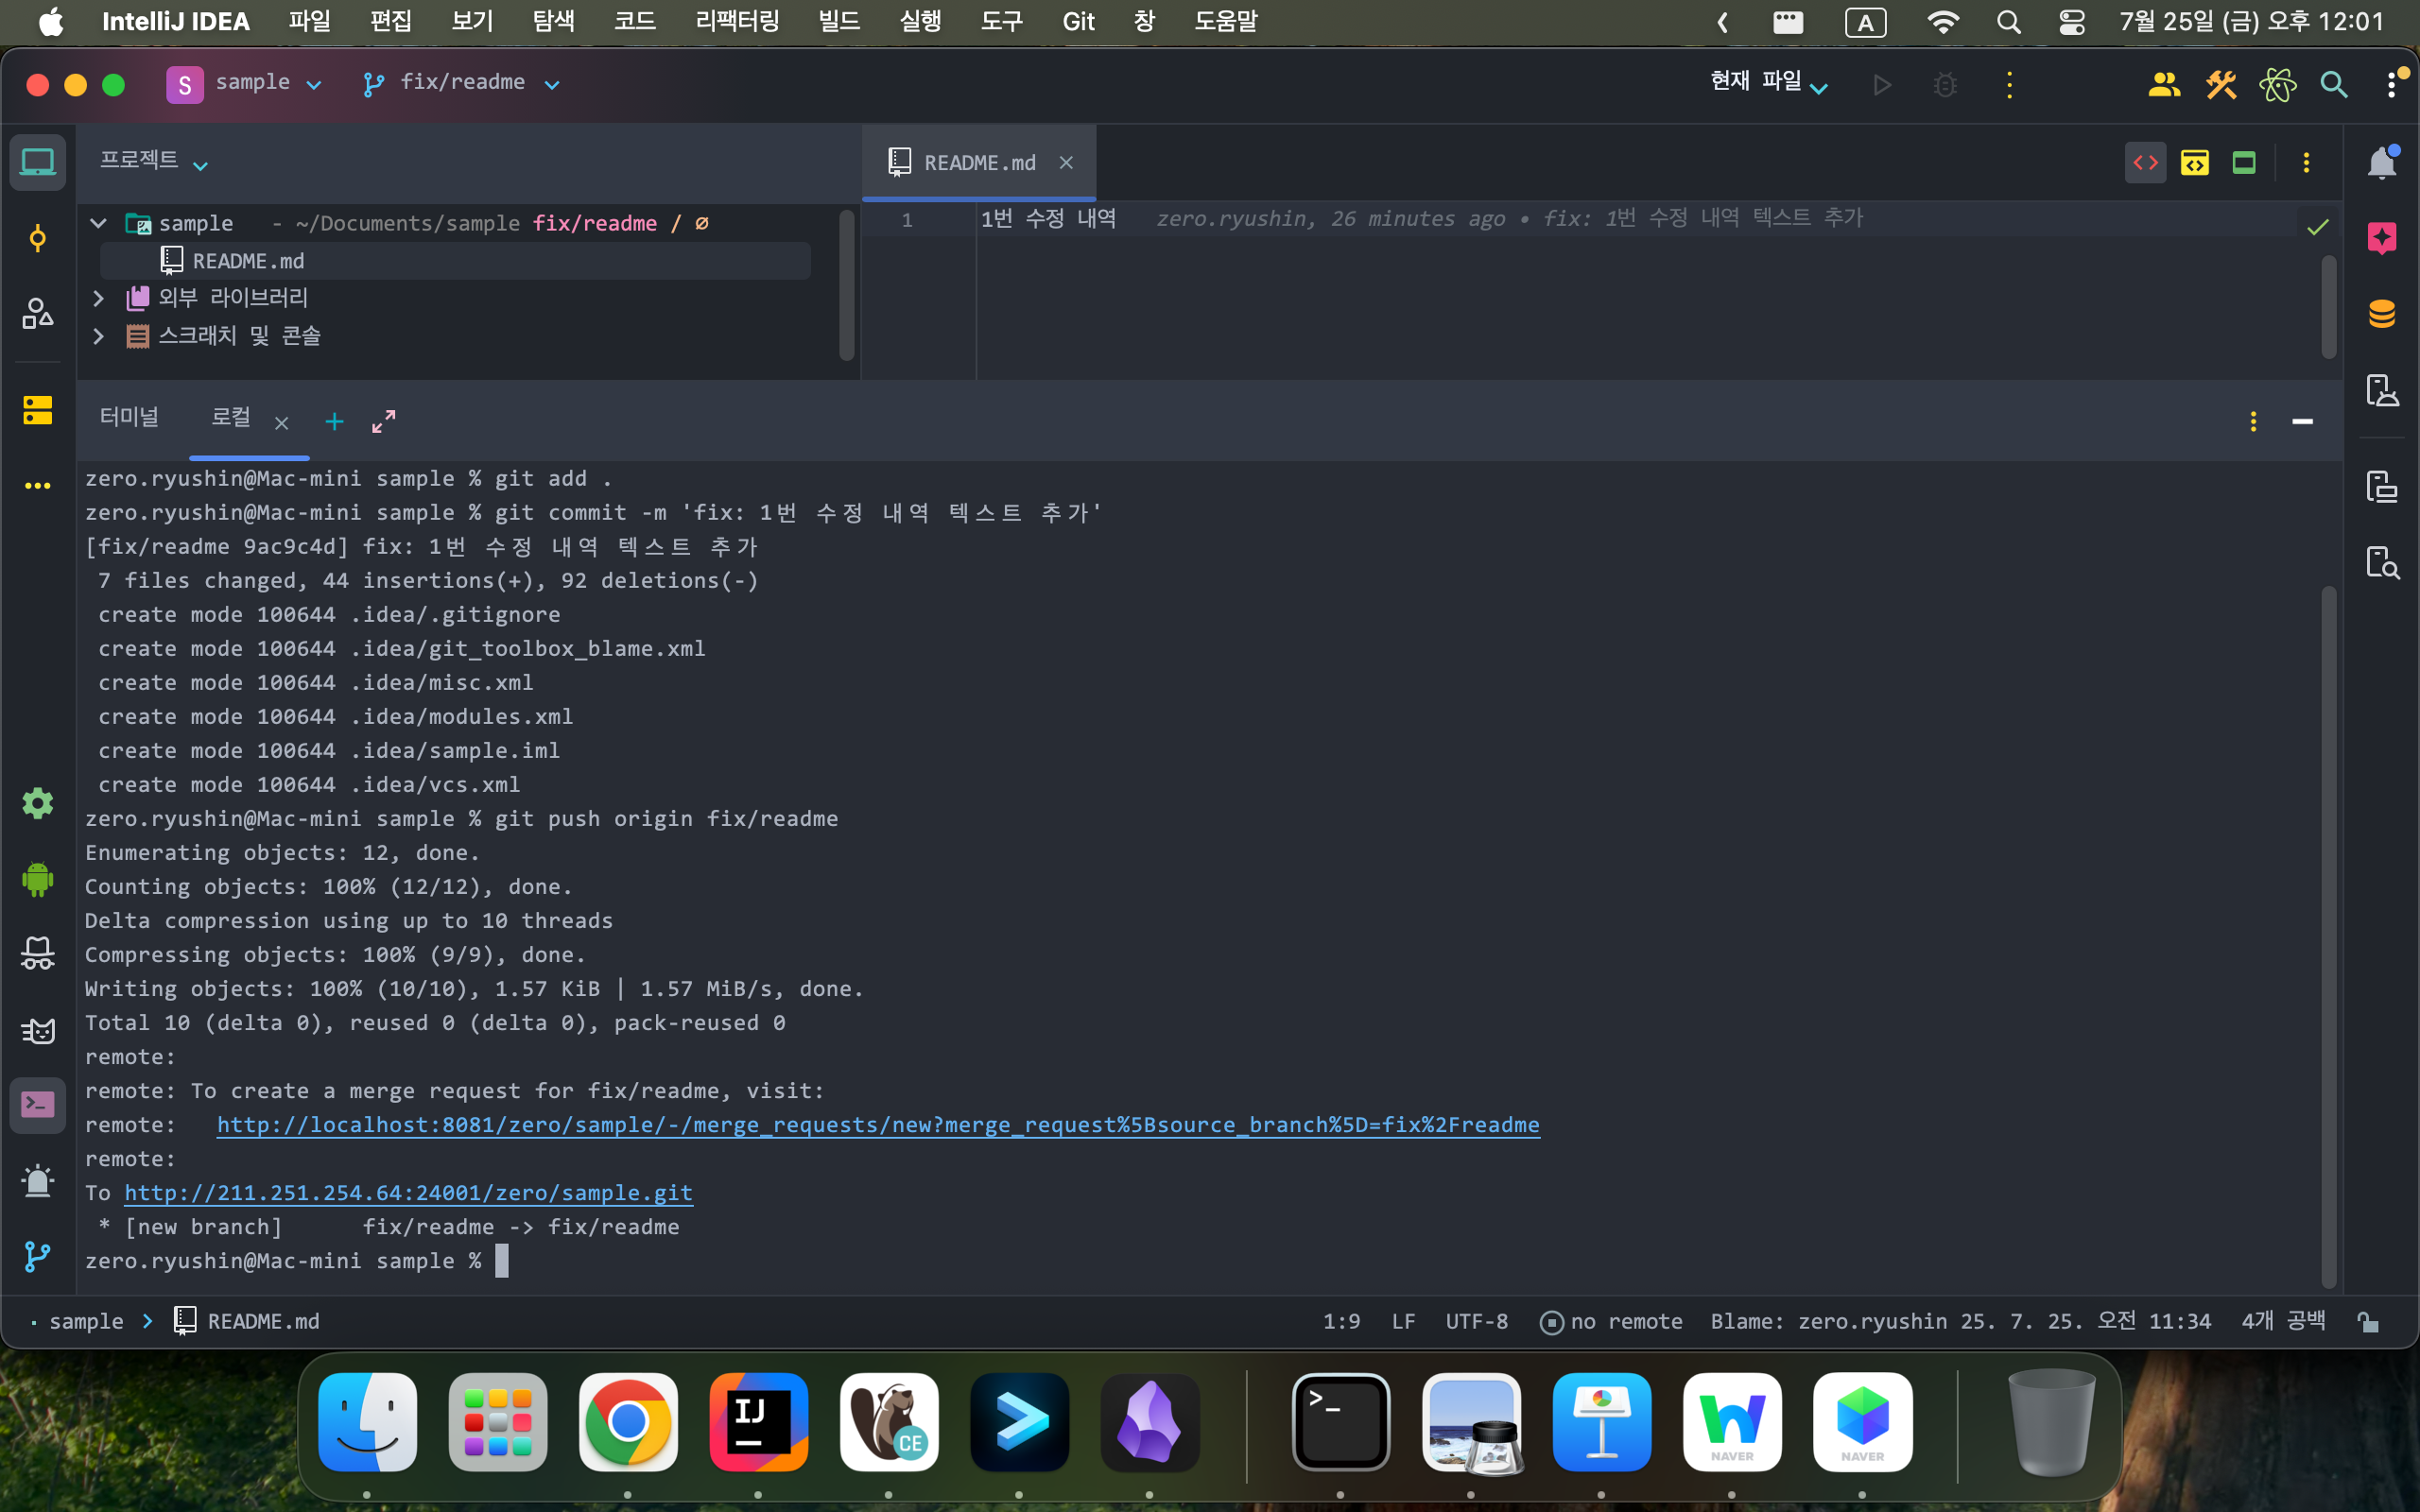 IntelliJ IDEA 파일 편집 보기 탐색 코드 리팩터링 빌드 실행 도구 Git 창 도움말 A 7월 25일 (금) 오후 12:01
S sample fix/readme 현재 파일
프로젝트 README.md
sample - ~/Documents/sample fix/readme / ∅
README.md
외부 라이브러리
스크래치 및 콘솔
1 1번 수정 내역 zero.ryushin, 26 minutes ago • fix: 1번 수정 내역 텍스트 추가
터미널 로컬
zero.ryushin@Mac-mini sample % git add .
zero.ryushin@Mac-mini sample % git commit -m 'fix: 1번 수정 내역 텍스트 추가'
[fix/readme 9ac9c4d] fix: 1번 수정 내역 텍스트 추가
7 files changed, 44 insertions(+), 92 deletions(-)
create mode 100644 .idea/.gitignore
create mode 100644 .idea/git_toolbox_blame.xml
create mode 100644 .idea/misc.xml
create mode 100644 .idea/modules.xml
create mode 100644 .idea/sample.iml
create mode 100644 .idea/vcs.xml
zero.ryushin@Mac-mini sample % git push origin fix/readme
Enumerating objects: 12, done.
Counting objects: 100% (12/12), done.
Delta compression using up to 10 threads
Compressing objects: 100% (9/9), done.
Writing objects: 100% (10/10), 1.57 KiB | 1.57 MiB/s, done.
Total 10 (delta 0), reused 0 (delta 0), pack-reused 0
remote:
remote: To create a merge request for fix/readme, visit:
remote: http://localhost:8081/zero/sample/-/merge_requests/new?merge_request%5Bsource_branch%5D=fix%2Freadme
remote:
To http://211.251.254.64:24001/zero/sample.git
* [new branch] fix/readme -> fix/readme
zero.ryushin@Mac-mini sample %
sample > README.md 1:9 LF UTF-8 no remote Blame: zero.ryushin 25. 7. 25. 오전 11:34 4개 공백
IJ CE >_ W NAVER NAVER